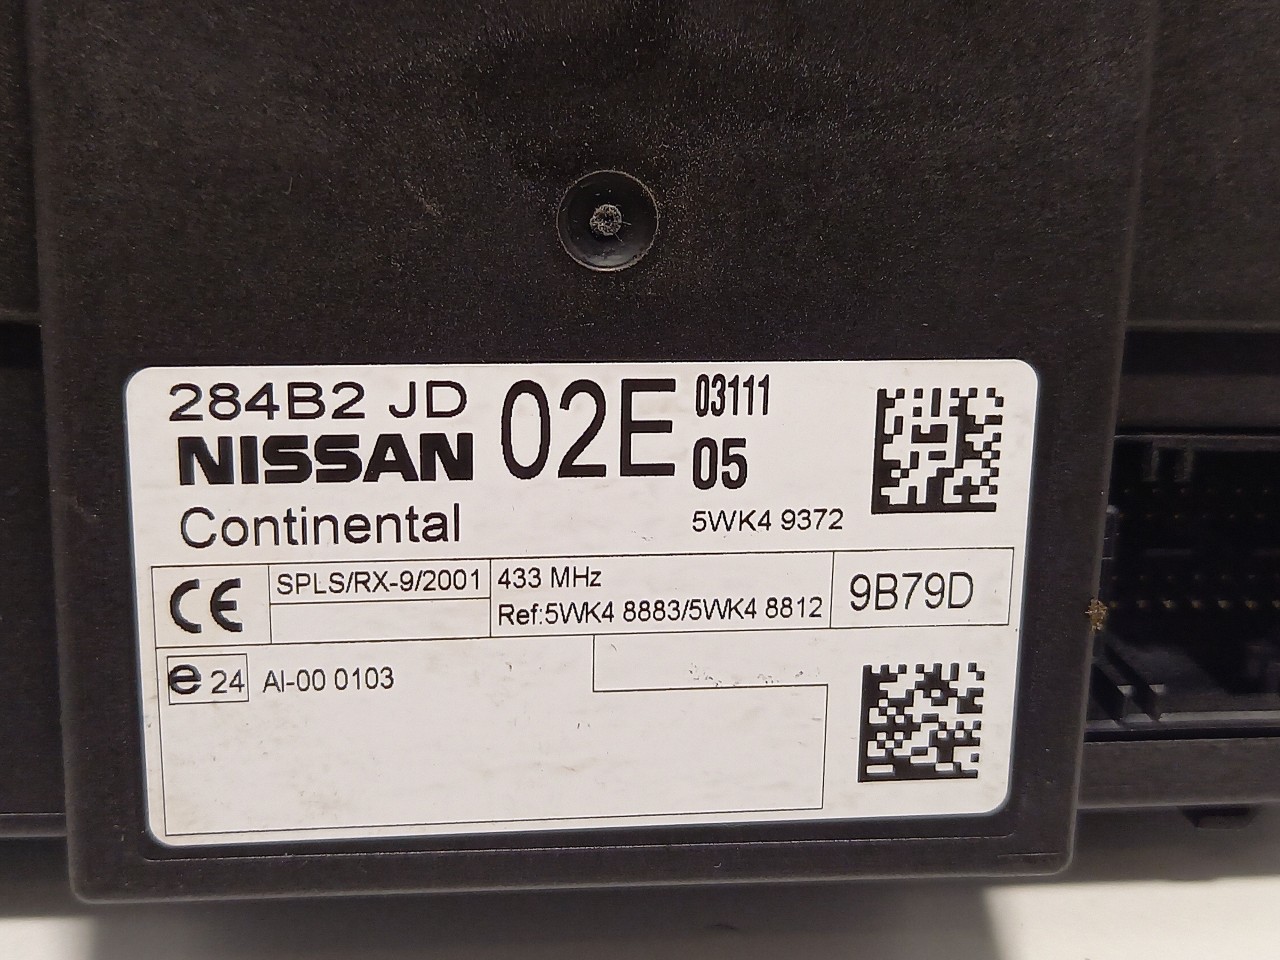 284B2 JD 02E 03111
NISSAN 05
Continental 5WK4 9372
CE SPLS/RX-9/2001 433 MHz 9B79D
Ref:5WK4 8883/5WK4 8812
e 24 AI-00 0103